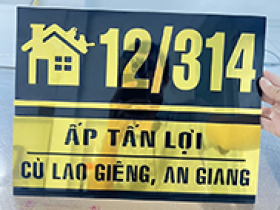 12/314
ẤP TẤN LỢI
CÙ LAO GIÊNG, AN GIANG